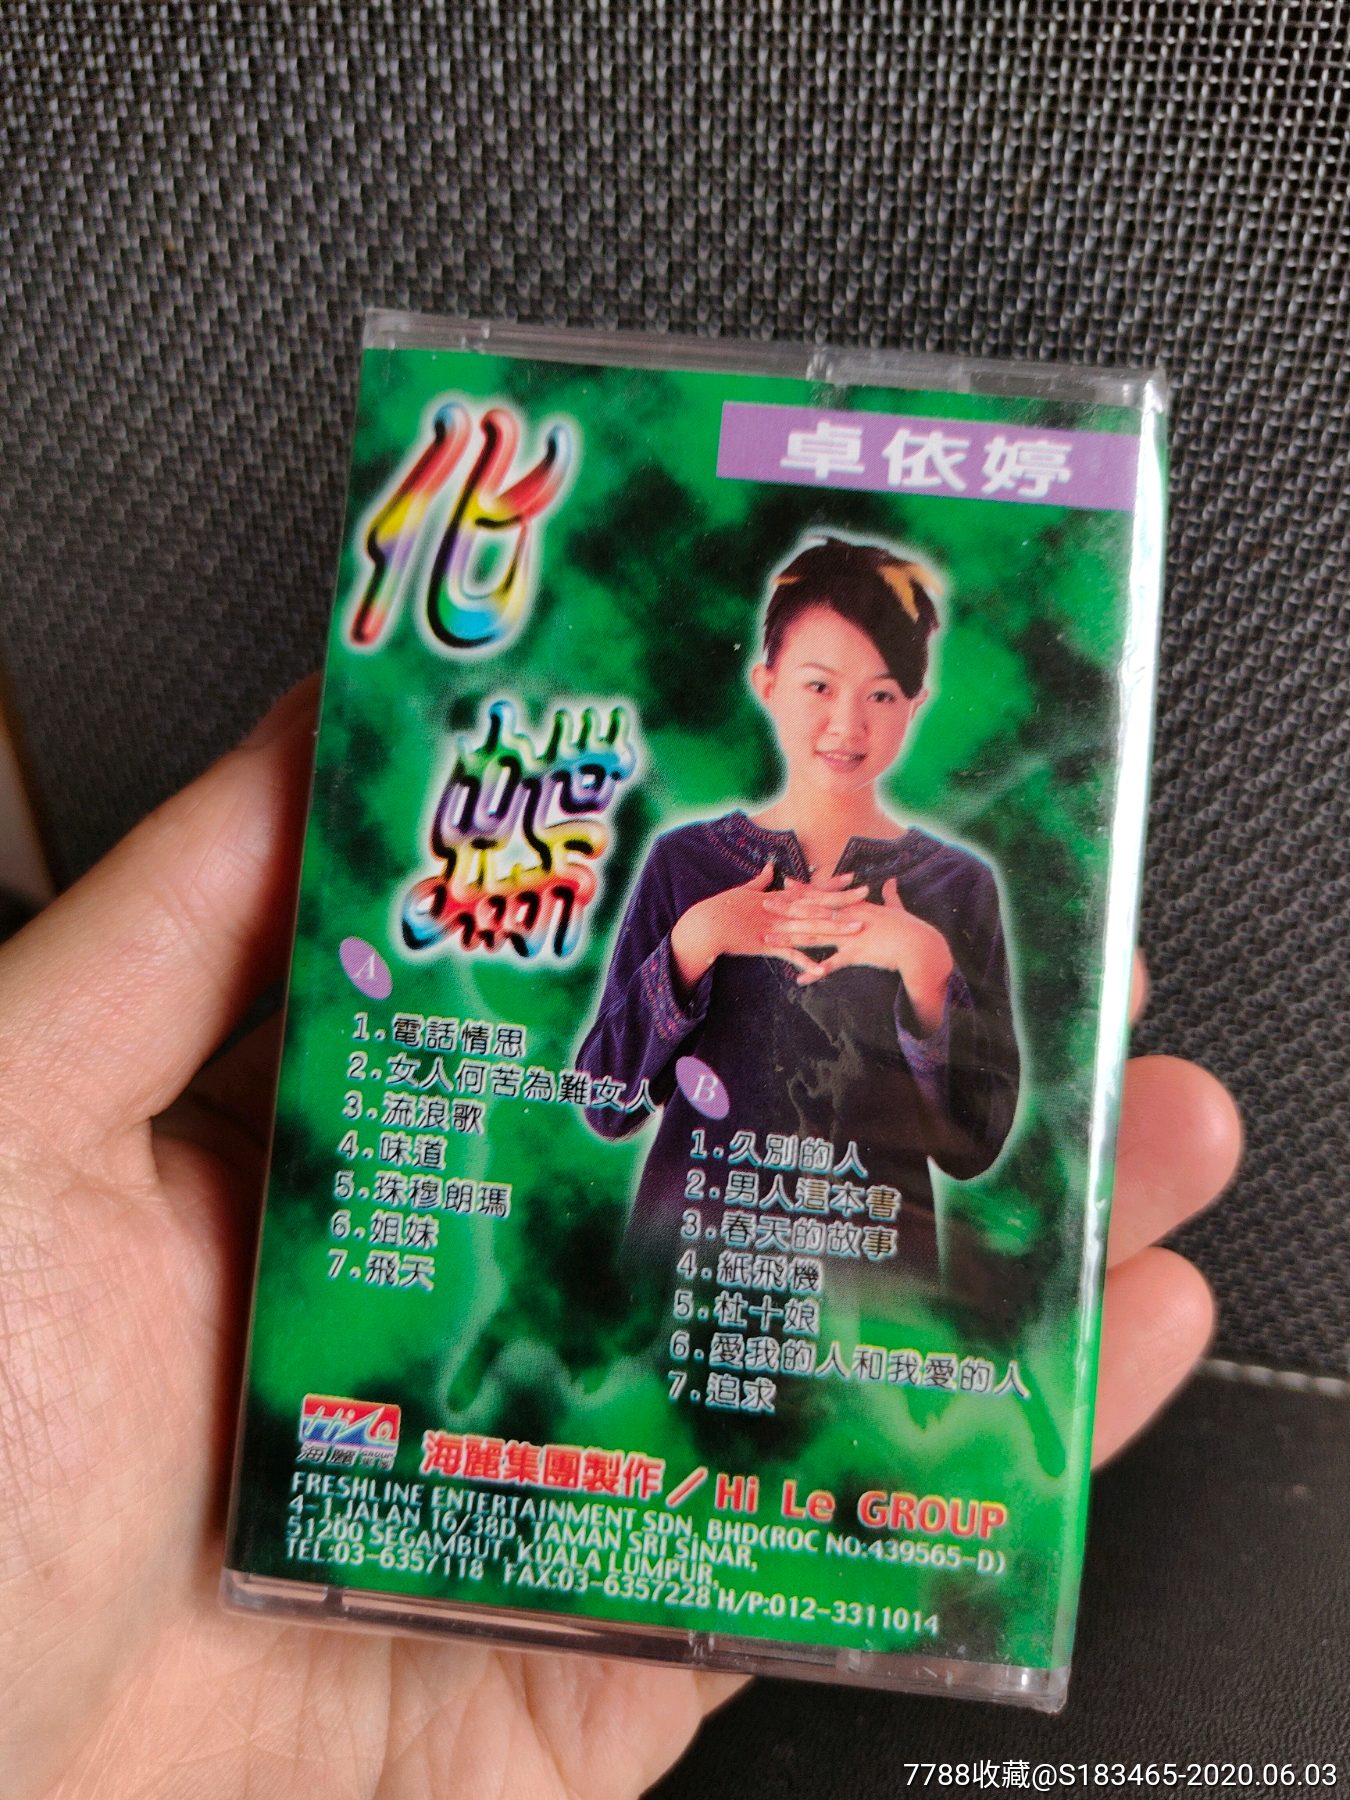 卓依婷
化
蝶
A
1.電話情思
2.女人何苦為難女人
3.流浪歌
4.味道
5.珠穆朗瑪
6.姐妹
7.飛天
B
1.久別的人
2.男人這本書
3.春天的故事
4.紙飛機
5.杜十娘
6.愛我的人和我愛的人
7.追求
海麗
GROUP
海麗集團製作/Hi Le GROUP
FRESHLINE ENTERTAINMENT SDN. BHD(ROC NO:439565-D)
4-1,JALAN 16/38D, TAMAN SRI SINAR,
51200 SEGAMBUT, KUALA LUMPUR,
TEL:03-6357118 FAX:03-6357228 H/P:012-3311014
7788收藏@S183465-2020.06.03